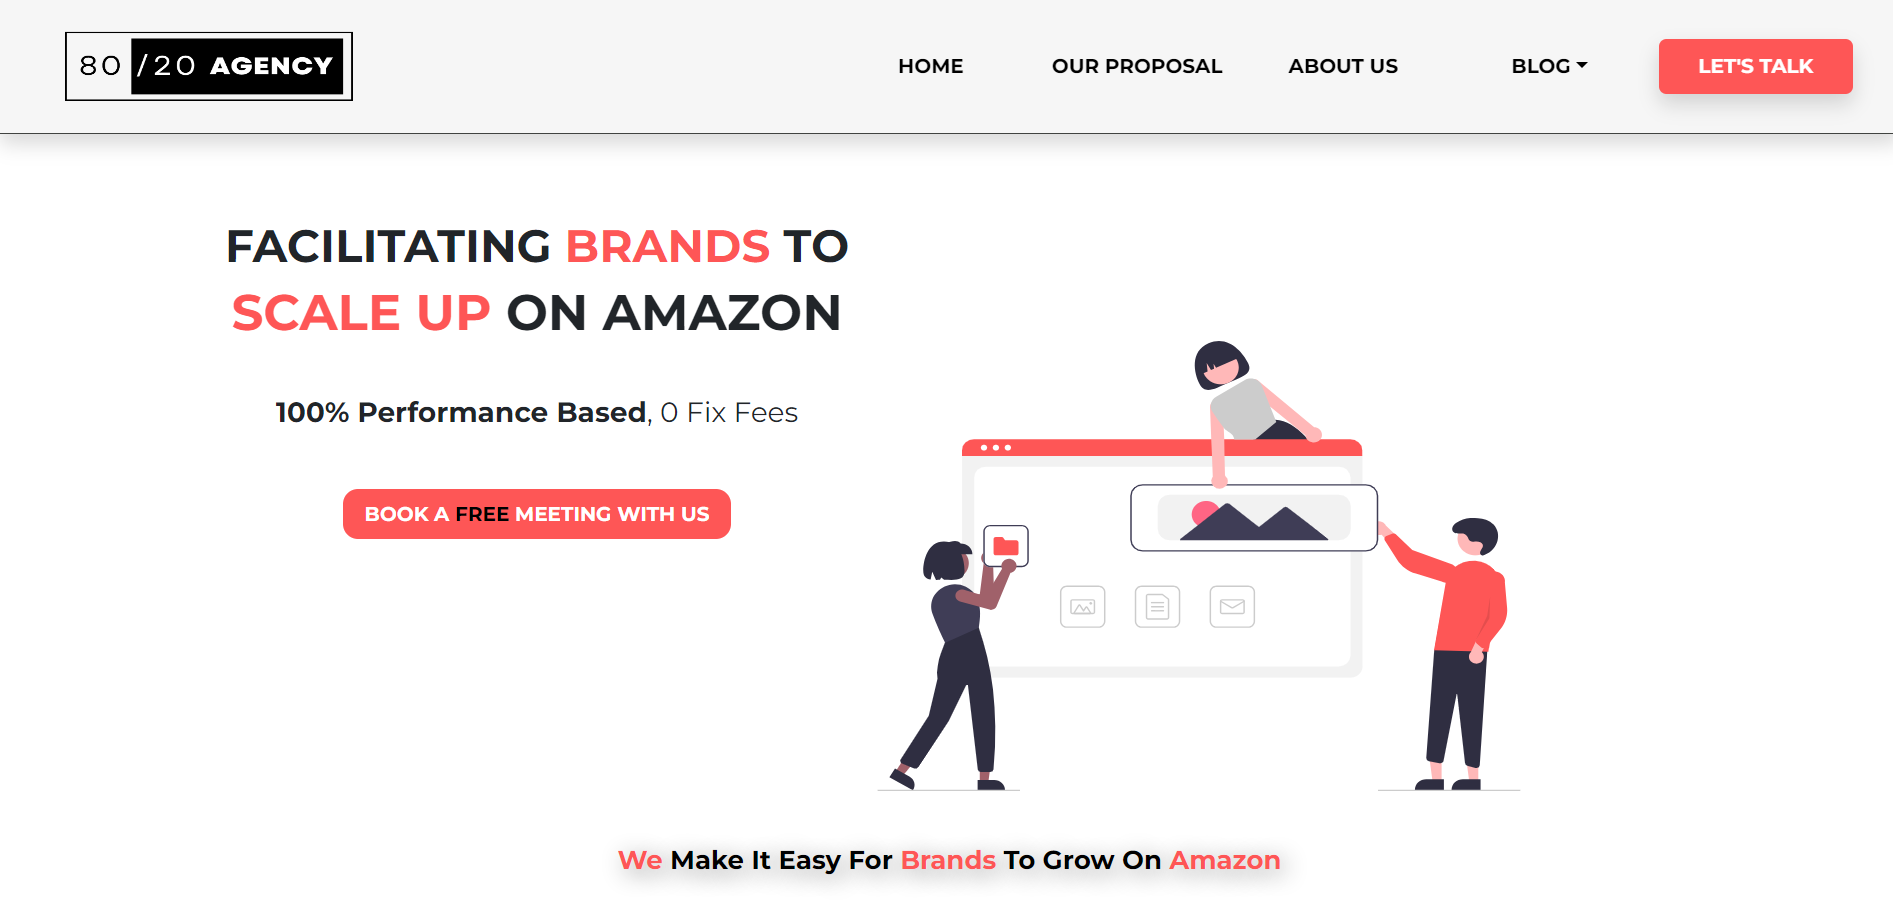 80/20 AGENCY
HOME
OUR PROPOSAL
ABOUT US
BLOG
LET'S TALK
FACILITATING BRANDS TO
SCALE UP ON AMAZON
100% Performance Based, 0 Fix Fees
BOOK A FREE MEETING WITH US
We Make It Easy For Brands To Grow On Amazon